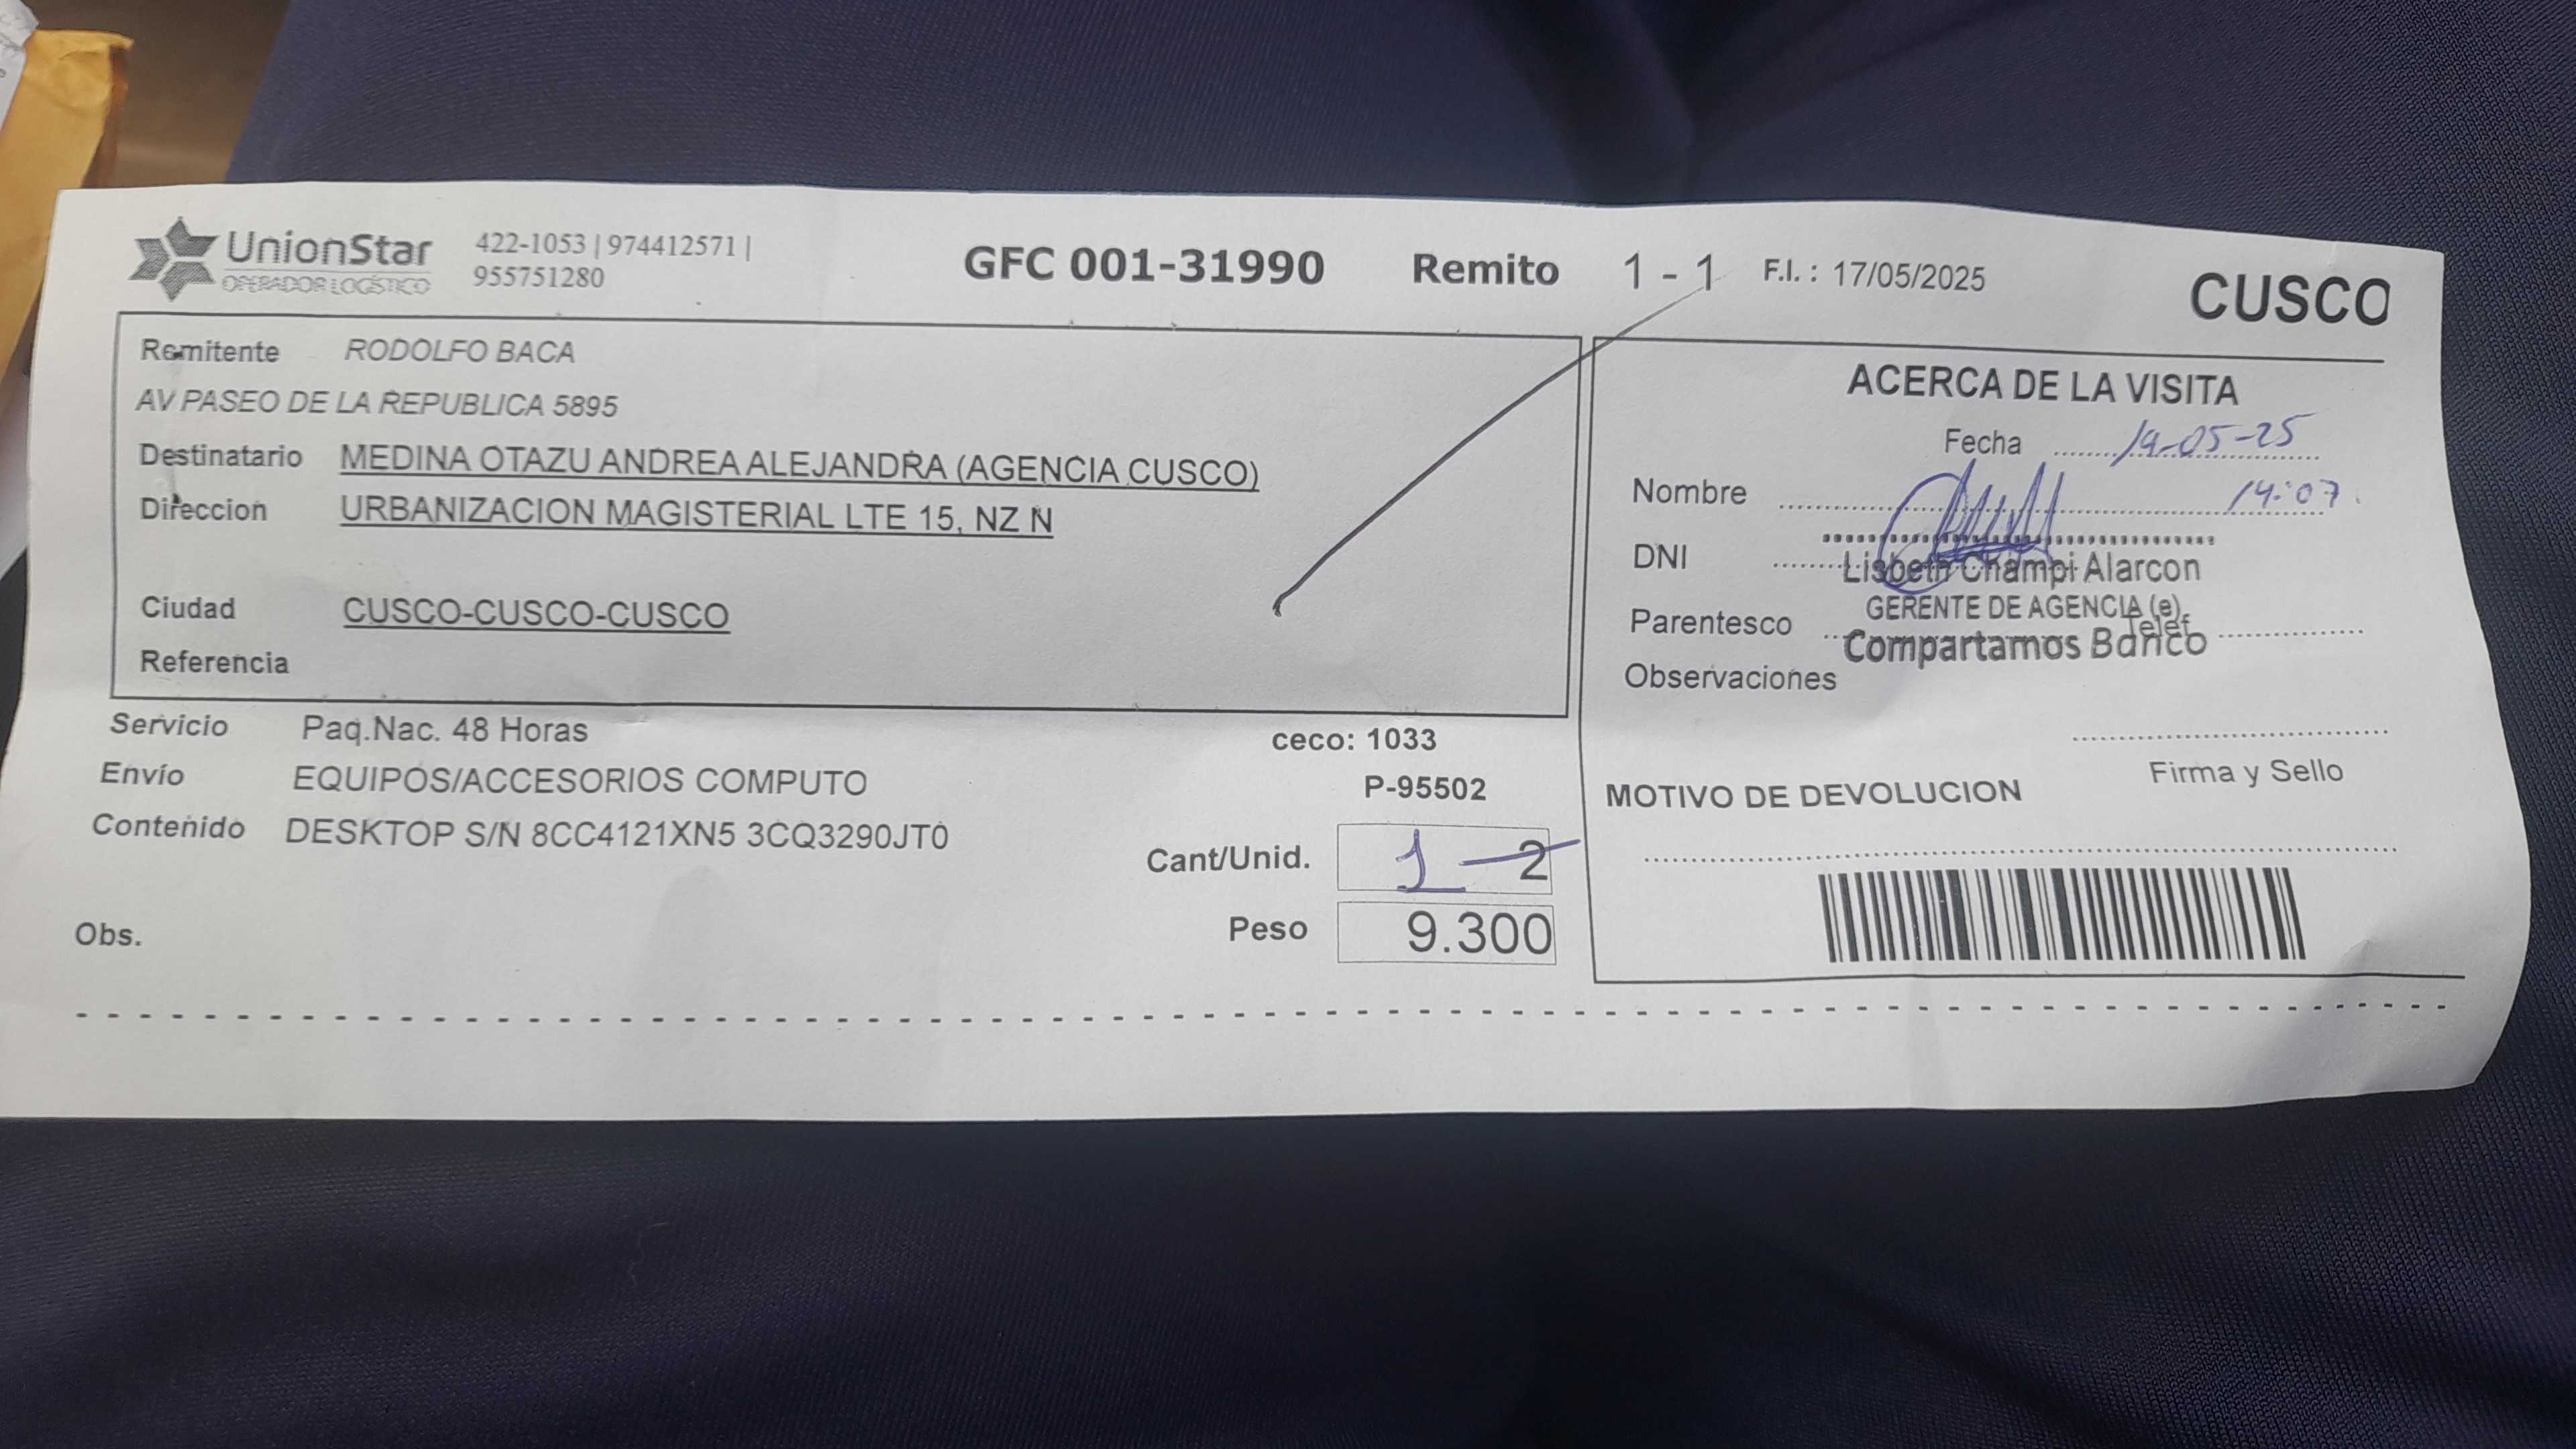 UnionStar
OPERADOR LOGÍSTICO
422-1053 | 974412571 |
955751280
GFC 001-31990 Remito 1 - 1 F.I. : 17/05/2025 CUSCO
Remitente RODOLFO BACA
AV PASEO DE LA REPUBLICA 5895
Destinatario MEDINA OTAZU ANDREA ALEJANDRA (AGENCIA CUSCO)
Direccion URBANIZACION MAGISTERIAL LTE 15, NZ N
Ciudad CUSCO-CUSCO-CUSCO
Referencia
Servicio Paq.Nac. 48 Horas
ceco: 1033
Envío EQUIPOS/ACCESORIOS COMPUTO
P-95502
Contenido DESKTOP S/N 8CC4121XN5 3CQ3290JT0
Cant/Unid. 1 2
Peso 9.300
Obs.
ACERCA DE LA VISITA
Fecha 19-05-25
Nombre 14:07
DNI
Lisbeth Champi Alarcon
GERENTE DE AGENCIA (e)
Parentesco Telef
Compartamos Banco
Observaciones
Firma y Sello
MOTIVO DE DEVOLUCION